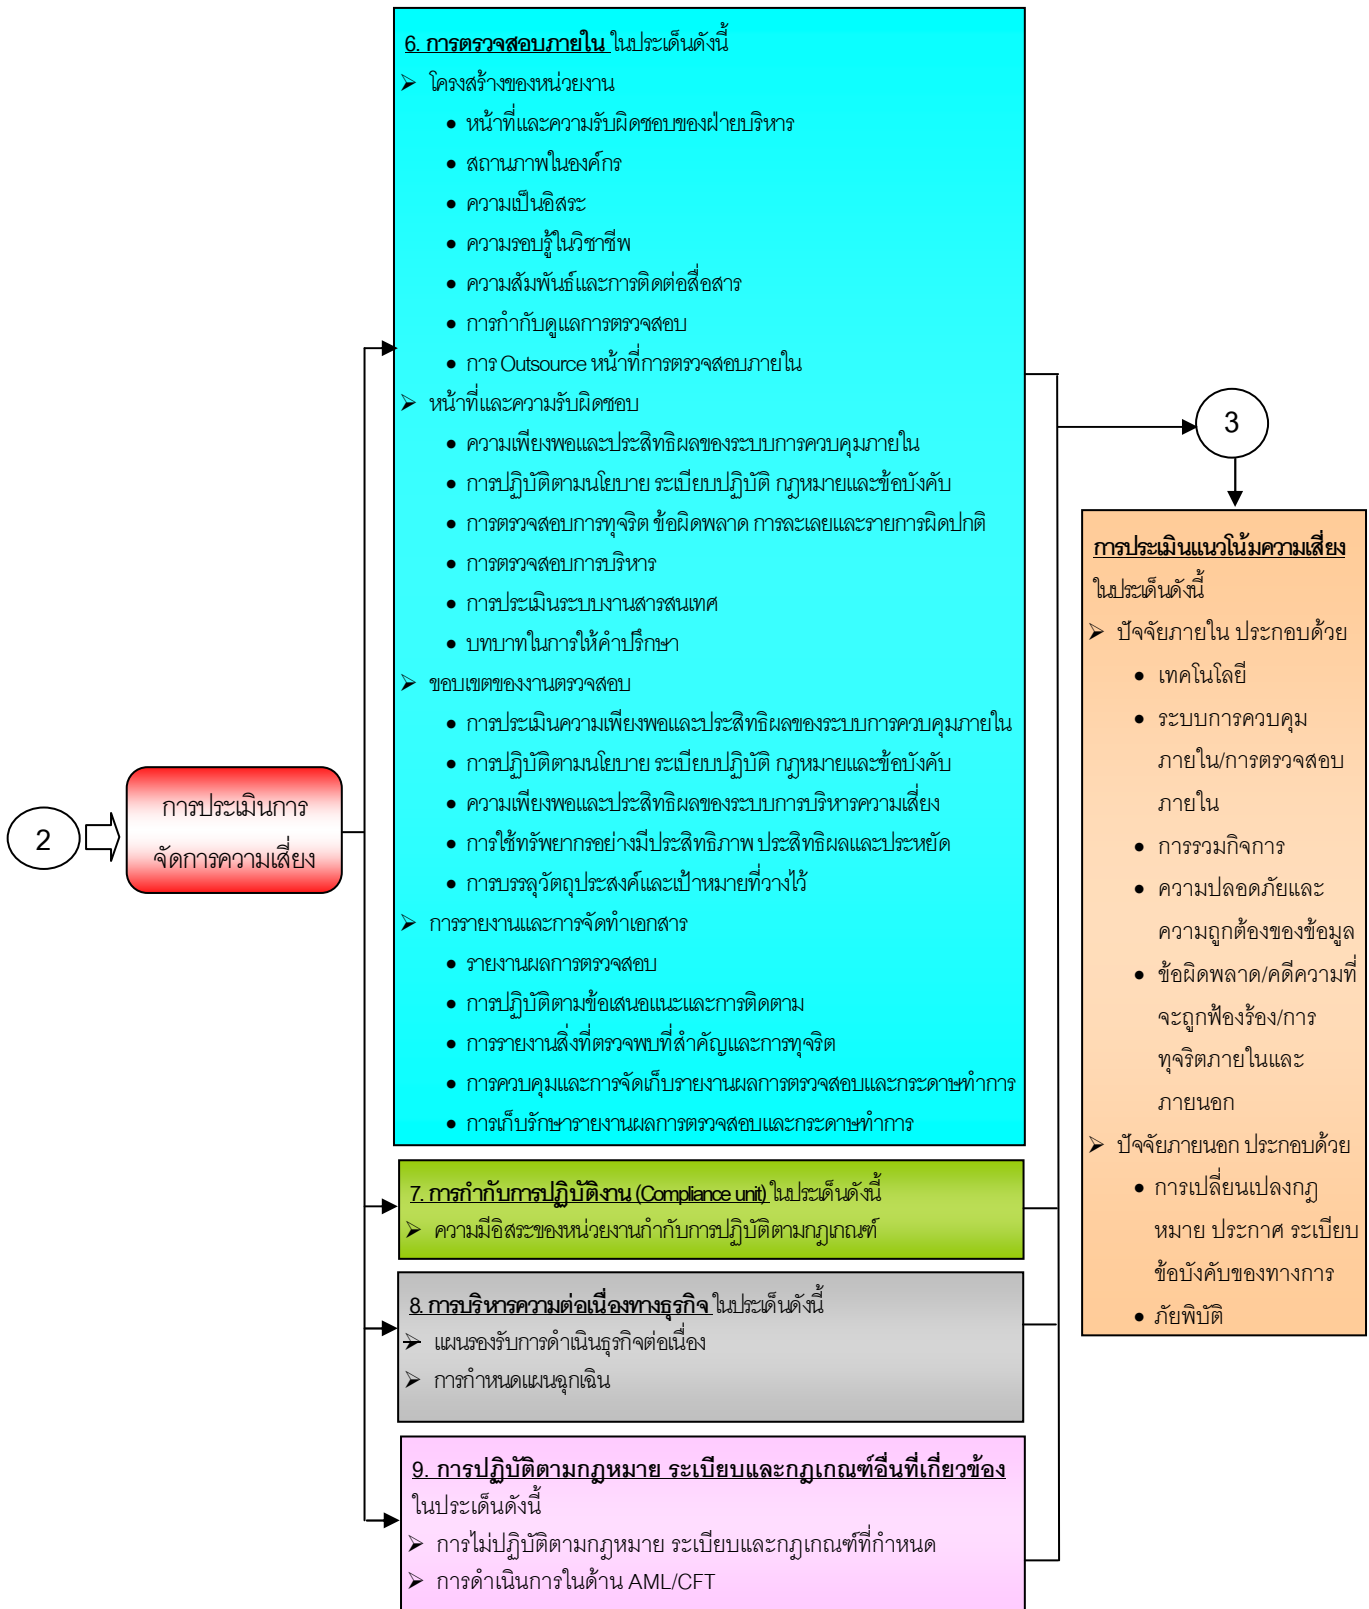 2
การประเมินการ
จัดการความเสี่ยง
6. การตรวจสอบภายใน ในประเด็นดังนี้
➢ โครงสร้างของหน่วยงาน
• หน้าที่และความรับผิดชอบของฝ่ายบริหาร
• สถานภาพในองค์กร
• ความเป็นอิสระ
• ความรอบรู้ในวิชาชีพ
• ความสัมพันธ์และการติดต่อสื่อสาร
• การกำกับดูแลการตรวจสอบ
• การ Outsource หน้าที่การตรวจสอบภายใน
➢ หน้าที่และความรับผิดชอบ
• ความเพียงพอและประสิทธิผลของระบบการควบคุมภายใน
• การปฏิบัติตามนโยบาย ระเบียบปฏิบัติ กฎหมายและข้อบังคับ
• การตรวจสอบการทุจริต ข้อผิดพลาด การละเลยและรายการผิดปกติ
• การตรวจสอบการบริหาร
• การประเมินระบบงานสารสนเทศ
• บทบาทในการให้คำปรึกษา
➢ ขอบเขตของงานตรวจสอบ
• การประเมินความเพียงพอและประสิทธิผลของระบบการควบคุมภายใน
• การปฏิบัติตามนโยบาย ระเบียบปฏิบัติ กฎหมายและข้อบังคับ
• ความเพียงพอและประสิทธิผลของระบบการบริหารความเสี่ยง
• การใช้ทรัพยากรอย่างมีประสิทธิภาพ ประสิทธิผลและประหยัด
• การบรรลุวัตถุประสงค์และเป้าหมายที่วางไว้
➢ การรายงานและการจัดทำเอกสาร
• รายงานผลการตรวจสอบ
• การปฏิบัติตามข้อเสนอแนะและการติดตาม
• การรายงานสิ่งที่ตรวจพบที่สำคัญและการทุจริต
• การควบคุมและการจัดเก็บรายงานผลการตรวจสอบและกระดาษทำการ
• การเก็บรักษารายงานผลการตรวจสอบและกระดาษทำการ
7. การกำกับการปฏิบัติงาน (Compliance unit) ในประเด็นดังนี้
➢ ความมีอิสระของหน่วยงานกำกับการปฏิบัติตามกฎเกณฑ์
8. การบริหารความต่อเนื่องทางธุรกิจ ในประเด็นดังนี้
➢ แผนรองรับการดำเนินธุรกิจต่อเนื่อง
➢ การกำหนดแผนฉุกเฉิน
9. การปฏิบัติตามกฎหมาย ระเบียบและกฎเกณฑ์อื่นที่เกี่ยวข้อง
ในประเด็นดังนี้
➢ การไม่ปฏิบัติตามกฎหมาย ระเบียบและกฎเกณฑ์ที่กำหนด
➢ การดำเนินการในด้าน AML/CFT
3
การประเมินแนวโน้มความเสี่ยง
ในประเด็นดังนี้
➢ ปัจจัยภายใน ประกอบด้วย
• เทคโนโลยี
• ระบบการควบคุม
ภายใน/การตรวจสอบ
ภายใน
• การรวมกิจการ
• ความปลอดภัยและ
ความถูกต้องของข้อมูล
• ข้อผิดพลาด/คดีความที่
จะถูกฟ้องร้อง/การ
ทุจริตภายในและ
ภายนอก
➢ ปัจจัยภายนอก ประกอบด้วย
• การเปลี่ยนแปลงกฎ
หมาย ประกาศ ระเบียบ
ข้อบังคับของทางการ
• ภัยพิบัติ